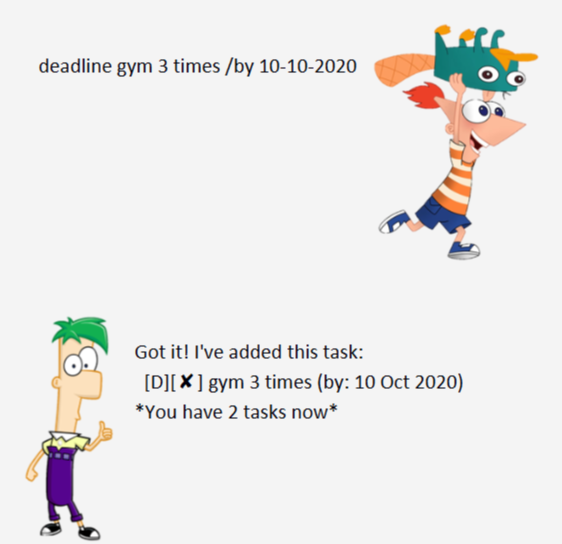 deadline gym 3 times /by 10-10-2020
Got it! I've added this task:
[D][✘] gym 3 times (by: 10 Oct 2020)
*You have 2 tasks now*